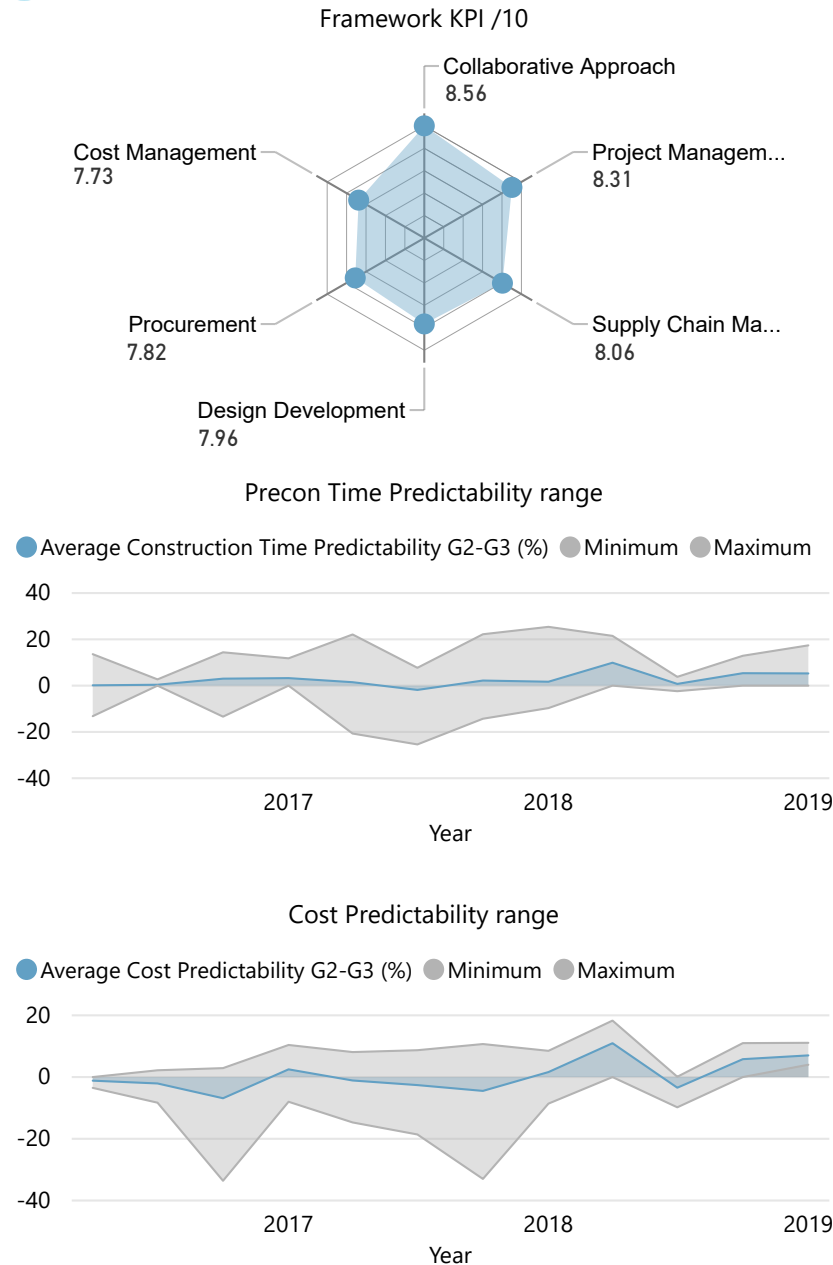 Framework KPI /10
Collaborative Approach
8.56
Cost Management
7.73
Project Managem...
8.31
Procurement
7.82
Supply Chain Ma...
8.06
Design Development
7.96
Precon Time Predictability range
Average Construction Time Predictability G2-G3 (%) Minimum Maximum
40
20
0
-20
-40
2017 2018 2019
Year
Cost Predictability range
Average Cost Predictability G2-G3 (%) Minimum Maximum
20
0
-20
-40
2017 2018 2019
Year